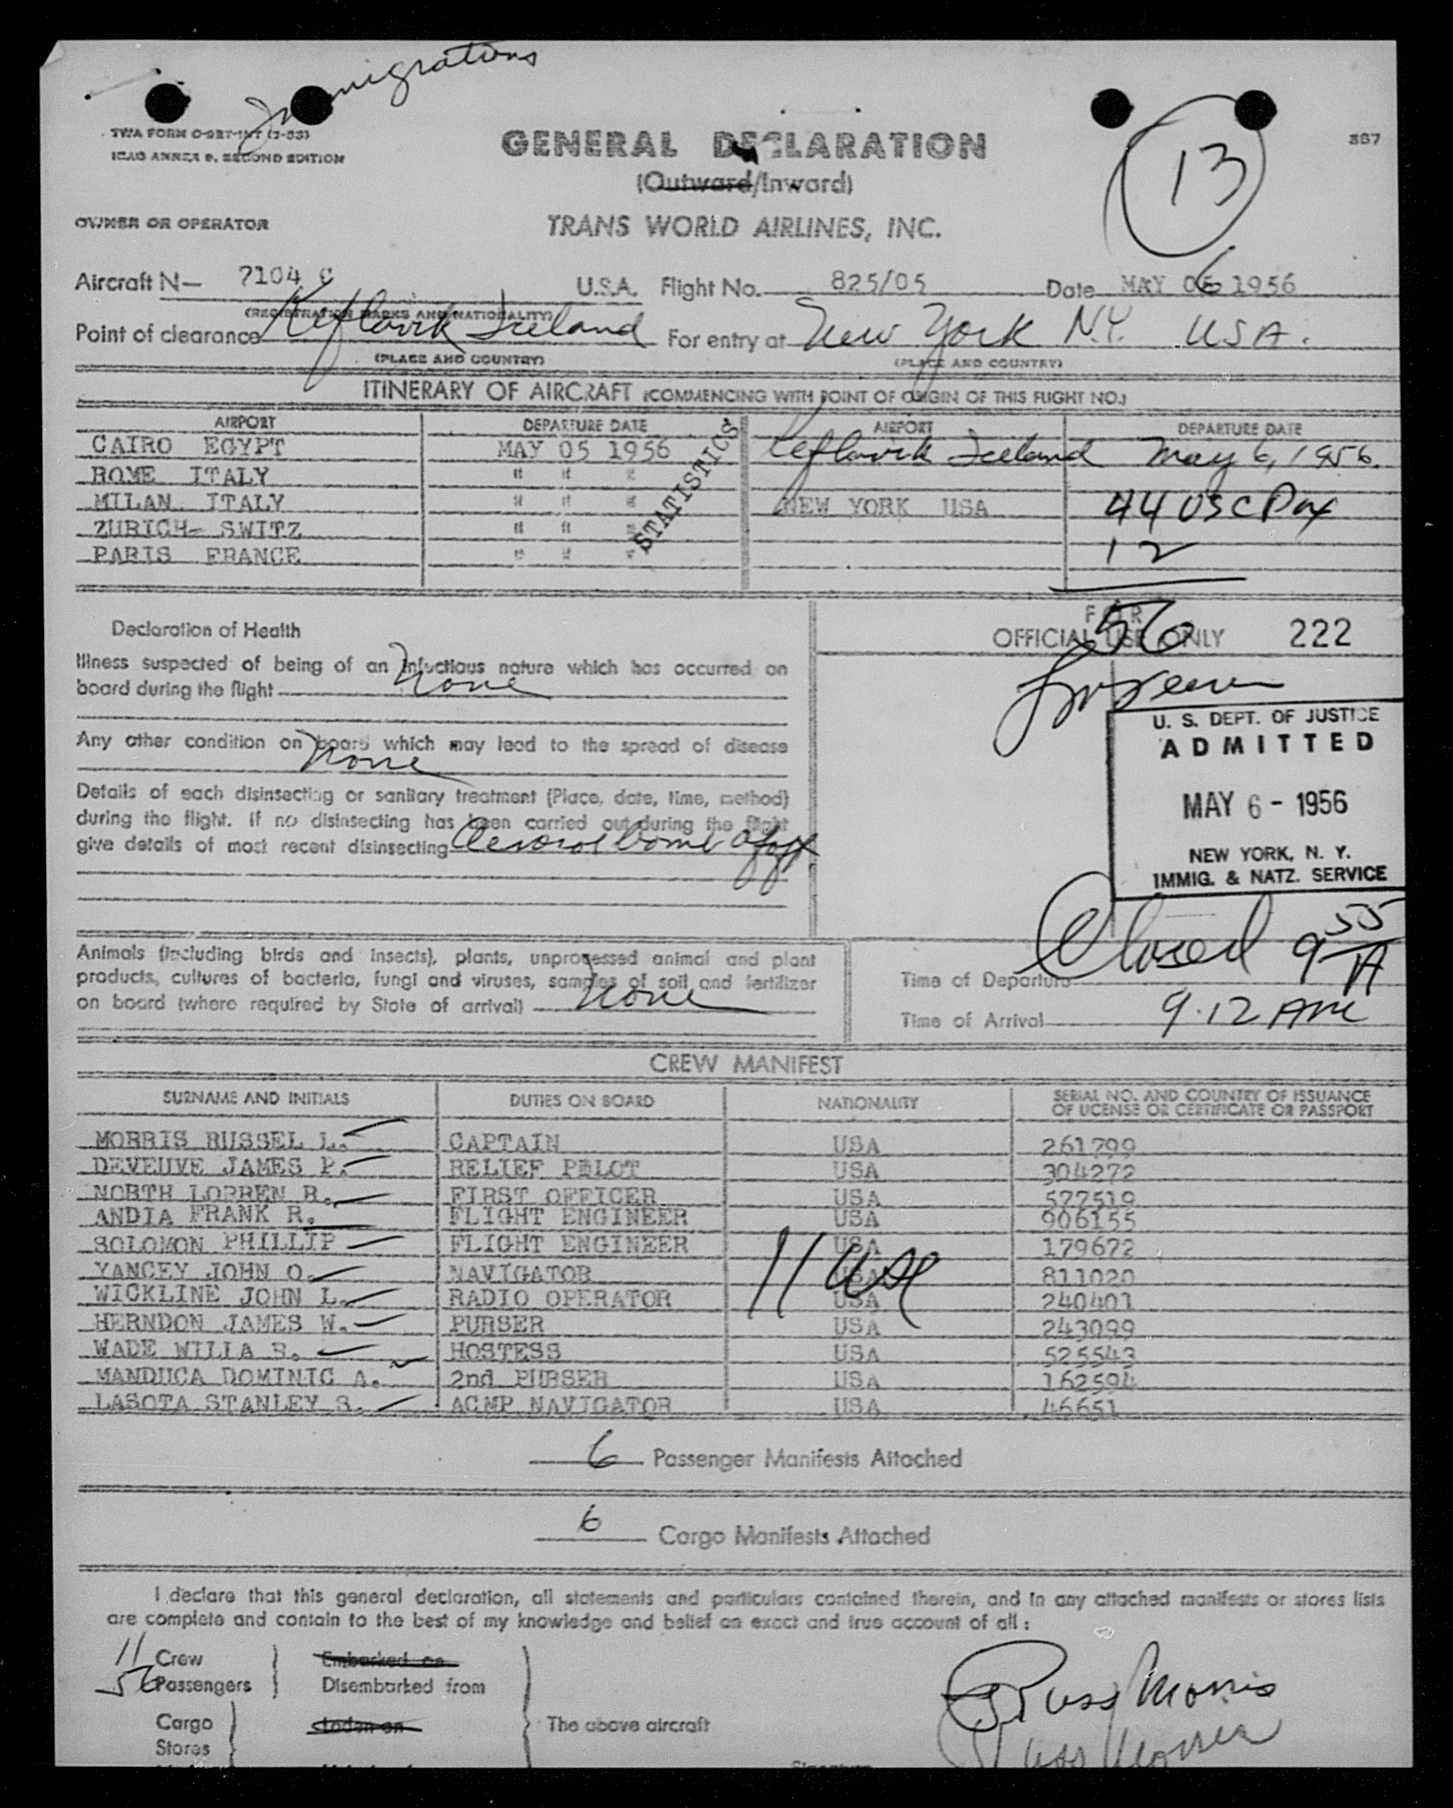 Immigrations
TWA FORM O-927-INT (7-53)
ICAO ANNEX 9, SECOND EDITION
GENERAL DECLARATION
(Outward/Inward)
13
387
OWNER OR OPERATOR
TRANS WORLD AIRLINES, INC.
Aircraft N— 7104 C U.S.A. Flight No. 825/05 Date MAY 06 1956
(REGISTRATION MARKS AND NATIONALITY)
Point of clearance Keflavik Iceland For entry at New York N.Y. USA.
(PLACE AND COUNTRY) (PLACE AND COUNTRY)
ITINERARY OF AIRCRAFT (COMMENCING WITH POINT OF ORIGIN OF THIS FLIGHT NO.)
AIRPORT DEPARTURE DATE AIRPORT DEPARTURE DATE
CAIRO EGYPT MAY 05 1956 Keflavik Iceland May 6, 1956.
ROME ITALY " " "
MILAN ITALY " " " NEW YORK USA 44 USC Pax
ZURICH- SWITZ " " " 12
PARIS FRANCE " " "
STATISTICS
56
FOR
OFFICIAL USE ONLY 222
Declaration of Health
Illness suspected of being of an infectious nature which has occurred on
board during the flight None
Any other condition on board which may lead to the spread of disease
None
Details of each disinsecting or sanitary treatment (Place, date, time, method)
during the flight. If no disinsecting has been carried out during the flight
give details of most recent disinsecting Aerosol bomb
U. S. DEPT. OF JUSTICE
ADMITTED
MAY 6 - 1956
NEW YORK, N. Y.
IMMIG. & NATZ. SERVICE
Animals (including birds and insects), plants, unprocessed animal and plant
products, cultures of bacteria, fungi and viruses, samples of soil and fertilizer
on board (where required by State of arrival) None
Closed 9 55 A
Time of Departure
Time of Arrival 9.12 AM
CREW MANIFEST
SURNAME AND INITIALS DUTIES ON BOARD NATIONALITY SERIAL NO. AND COUNTRY OF ISSUANCE
OF LICENSE OR CERTIFICATE OR PASSPORT
MORRIS RUSSEL L. CAPTAIN USA 261799
DEVEUVE JAMES P. RELIEF PILOT USA 304272
NORTH LORREN R. FIRST OFFICER USA 577519
ANDIA FRANK R. FLIGHT ENGINEER USA 906155
SOLOMON PHILLIP FLIGHT ENGINEER USA 179672
YANCEY JOHN O. NAVIGATOR USA 811020
WICKLINE JOHN L. RADIO OPERATOR USA 240401
HERNDON JAMES W. PURSER USA 243099
WADE WILLA B. HOSTESS USA 525543
MANDUCA DOMINIC A. 2nd PURSER USA 162594
LASOTA STANLEY S. ACMP NAVIGATOR USA 46651
11 USC
6 Passenger Manifests Attached
6 Cargo Manifests Attached
I declare that this general declaration, all statements and particulars contained therein, and in any attached manifests or stores lists
are complete and contain to the best of my knowledge and belief an exact and true account of all :
11 Crew Embarked on
56 Passengers Disembarked from
Cargo Loaded on The above aircraft
Stores
Russ Morris
Russ Morris
Signature